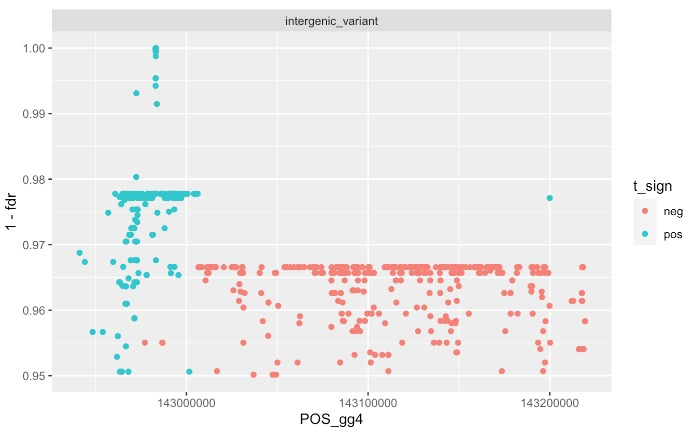 intergenic_variant
1.00
0.99
0.98
0.97
0.96
0.95
1 - fdr
143000000
143100000
143200000
POS_gg4
t_sign
neg
pos